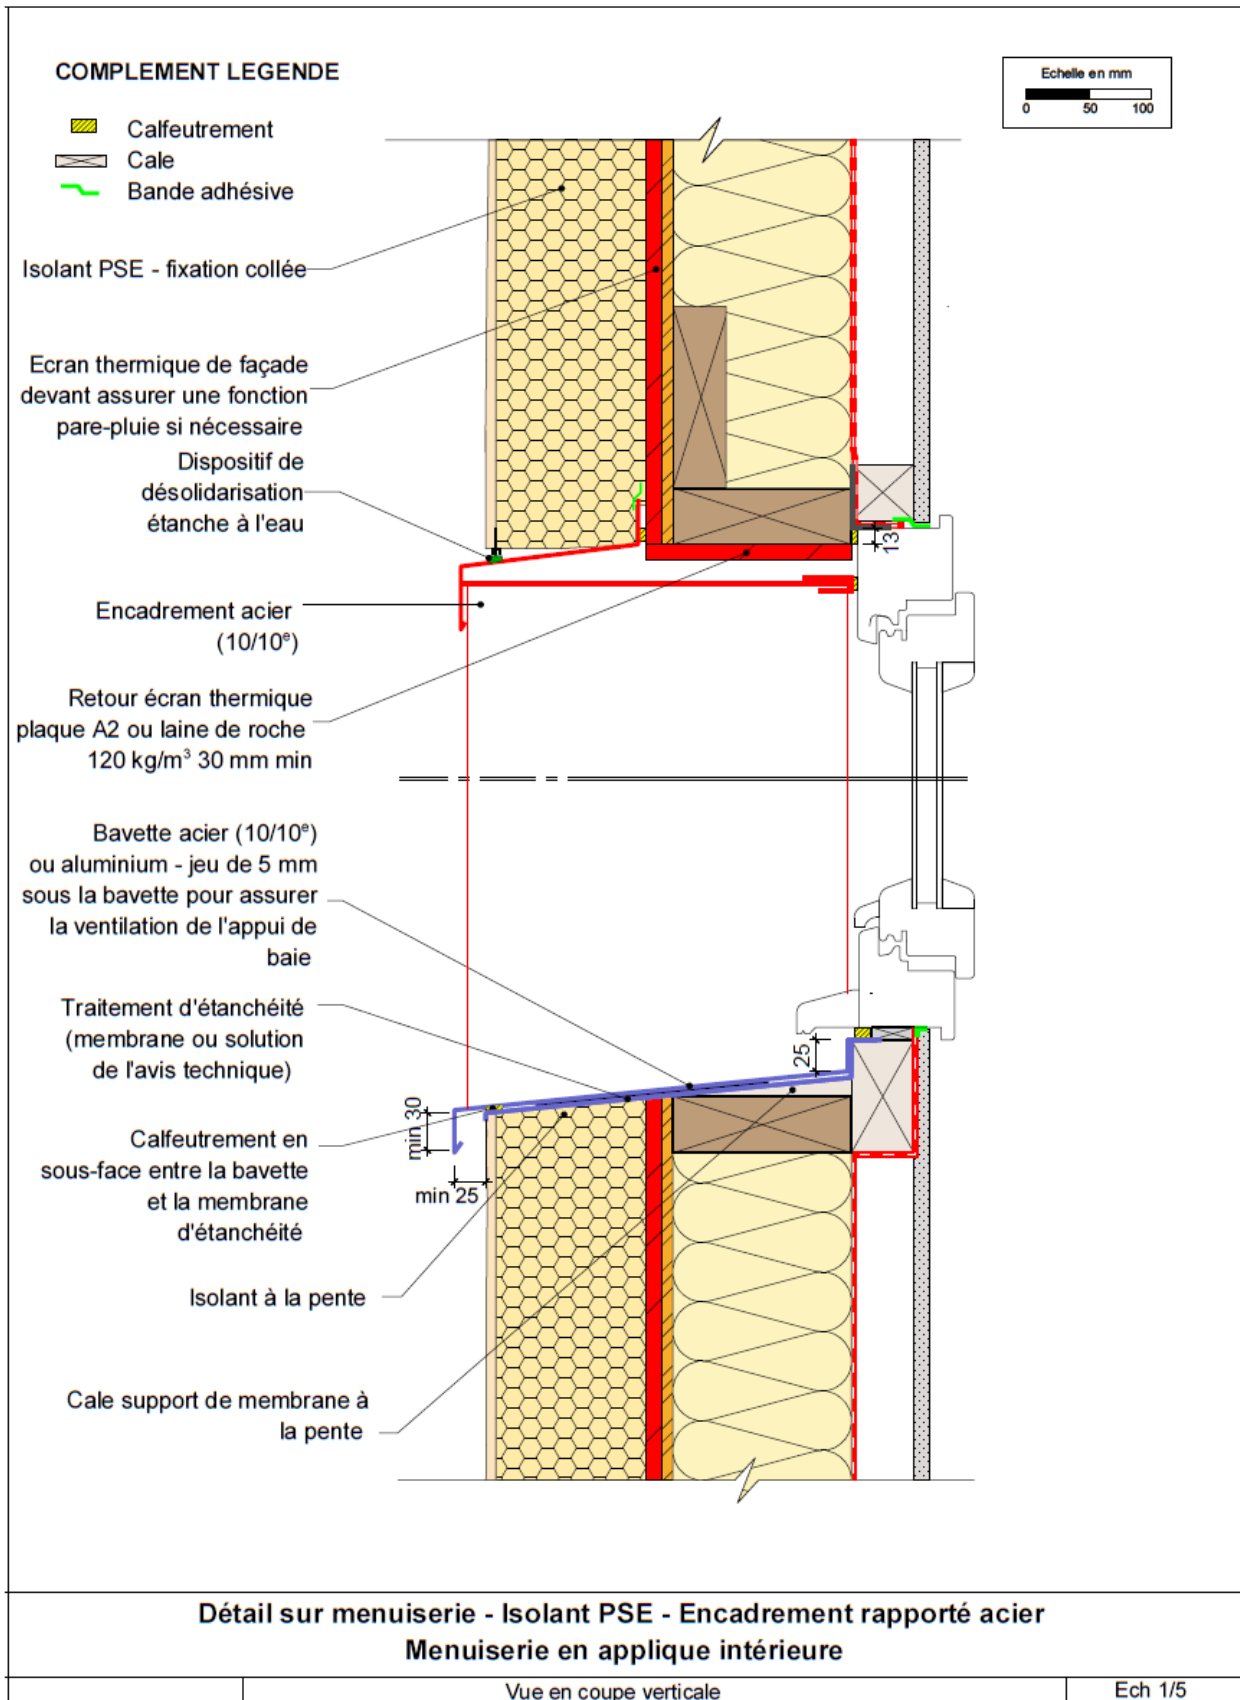 COMPLEMENT LEGENDE
Echelle en mm
0 50 100
Calfeutrement
Cale
Bande adhésive
Isolant PSE - fixation collée
Ecran thermique de façade
devant assurer une fonction
pare-pluie si nécessaire
Dispositif de
désolidarisation
étanche à l'eau
13
Encadrement acier
(10/10ᵉ)
Retour écran thermique
plaque A2 ou laine de roche
120 kg/m³ 30 mm min
Bavette acier (10/10ᵉ)
ou aluminium - jeu de 5 mm
sous la bavette pour assurer
la ventilation de l'appui de
baie
Traitement d'étanchéité
(membrane ou solution
de l'avis technique)
25
min 30
min 25
Calfeutrement en
sous-face entre la bavette
et la membrane
d'étanchéité
Isolant à la pente
Cale support de membrane à
la pente
Détail sur menuiserie - Isolant PSE - Encadrement rapporté acier
Menuiserie en applique intérieure
Vue en coupe verticale
Ech 1/5